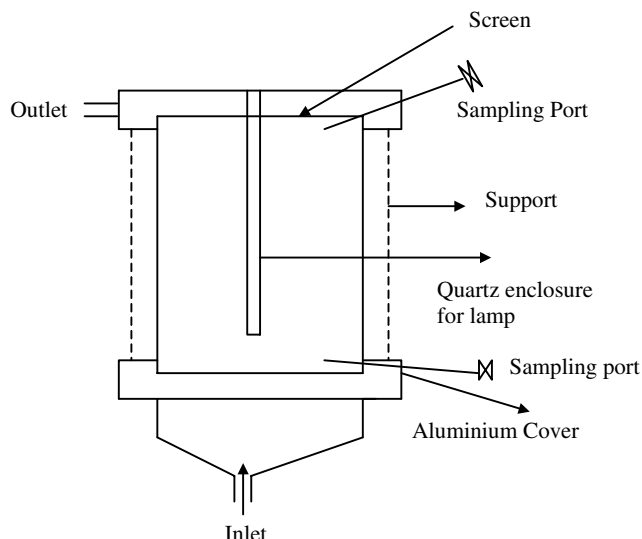 Screen
Outlet
Sampling Port
Support
Quartz enclosure
for lamp
Sampling port
Aluminium Cover
Inlet